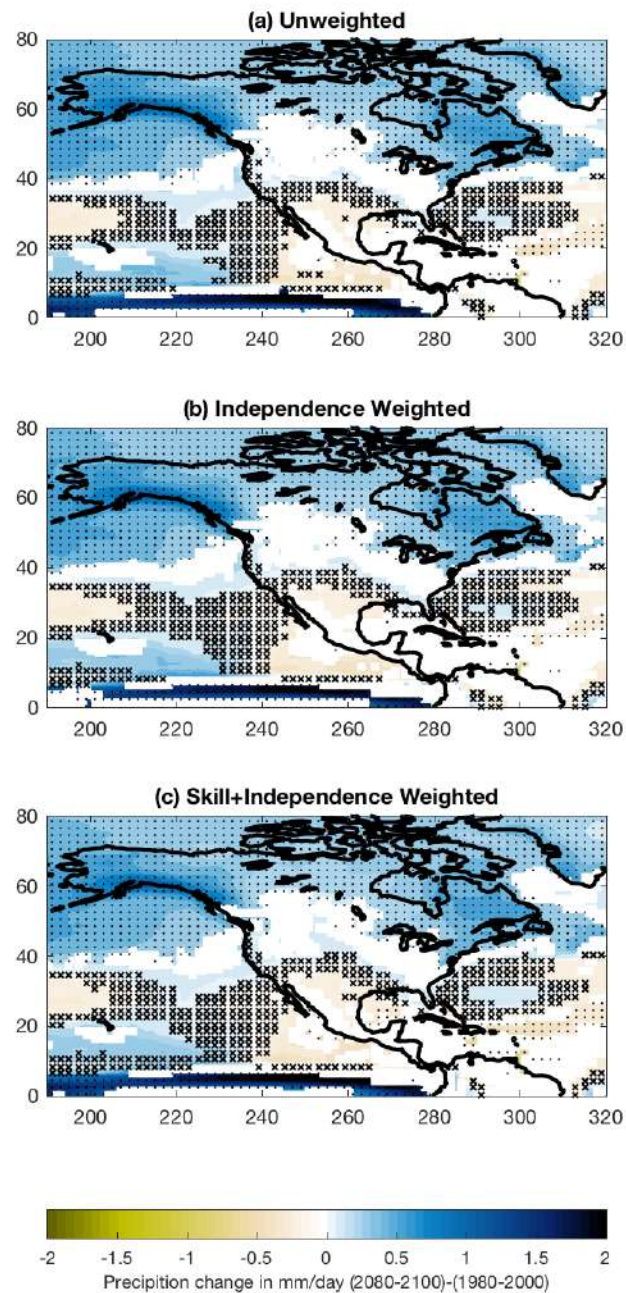 (a) Unweighted
80
60
40
20
0
200 220 240 260 280 300 320
(b) Independence Weighted
80
60
40
20
0
200 220 240 260 280 300 320
(c) Skill+Independence Weighted
80
60
40
20
0
200 220 240 260 280 300 320
-2 -1.5 -1 -0.5 0 0.5 1 1.5 2
Precipition change in mm/day (2080-2100)-(1980-2000)